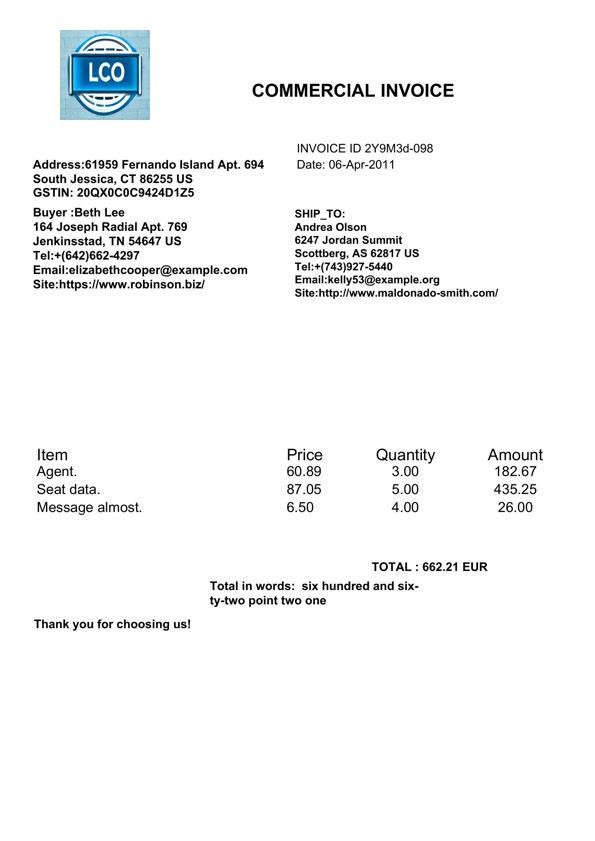 LCO
COMMERCIAL INVOICE
INVOICE ID 2Y9M3d-098
Date: 06-Apr-2011
Address:61959 Fernando Island Apt. 694
South Jessica, CT 86255 US
GSTIN: 20QX0C0C9424D1Z5
Buyer :Beth Lee
164 Joseph Radial Apt. 769
Jenkinsstad, TN 54647 US
Tel:+(642)662-4297
Email:elizabethcooper@example.com
Site:https://www.robinson.biz/
SHIP_TO:
Andrea Olson
6247 Jordan Summit
Scottberg, AS 62817 US
Tel:+(743)927-5440
Email:kelly53@example.org
Site:http://www.maldonado-smith.com/
Item Price Quantity Amount
Agent. 60.89 3.00 182.67
Seat data. 87.05 5.00 435.25
Message almost. 6.50 4.00 26.00
TOTAL : 662.21 EUR
Total in words: six hundred and six-
ty-two point two one
Thank you for choosing us!